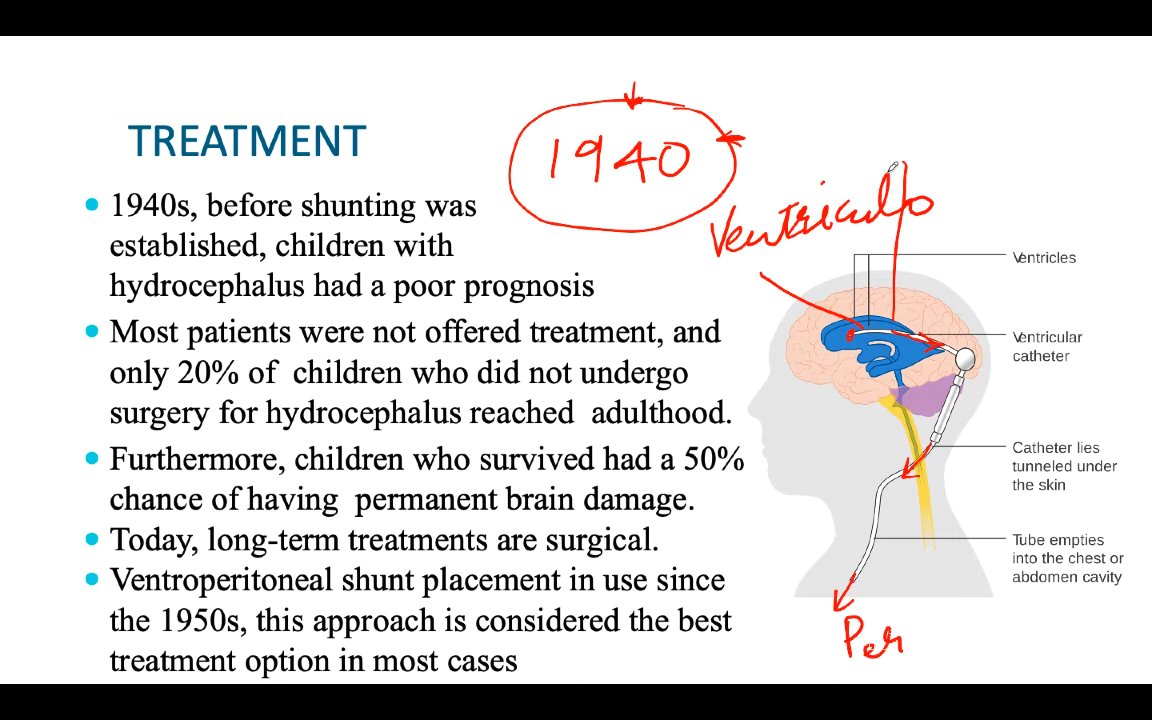 TREATMENT
1940
• 1940s, before shunting was
established, children with
hydrocephalus had a poor prognosis
• Most patients were not offered treatment, and
only 20% of children who did not undergo
surgery for hydrocephalus reached adulthood.
• Furthermore, children who survived had a 50%
chance of having permanent brain damage.
• Today, long-term treatments are surgical.
• Ventroperitoneal shunt placement in use since
the 1950s, this approach is considered the best
treatment option in most cases
Ventriculo
Ventricles
Ventricular
catheter
Catheter lies
tunneled under
the skin
Tube empties
into the chest or
abdomen cavity
Per